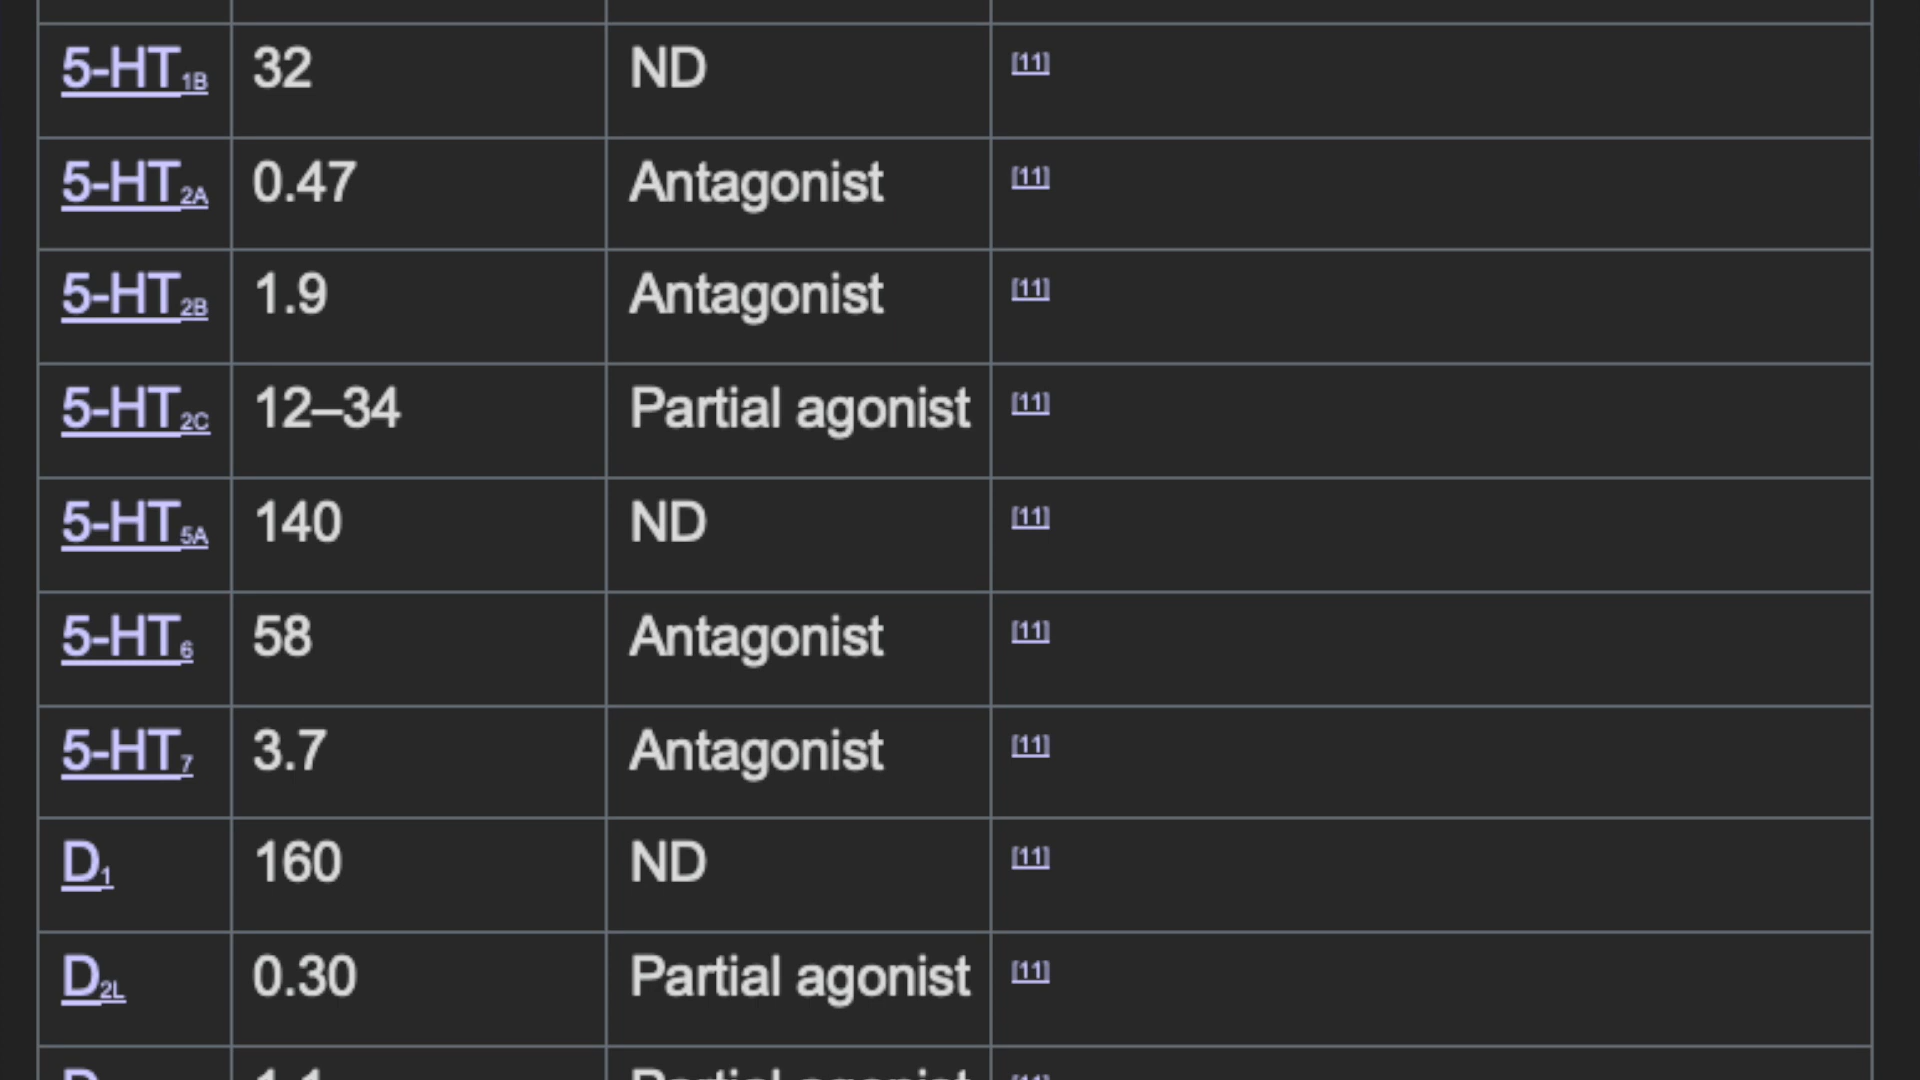 5-HT1B 32 ND [11]
5-HT2A 0.47 Antagonist [11]
5-HT2B 1.9 Antagonist [11]
5-HT2C 12–34 Partial agonist [11]
5-HT5A 140 ND [11]
5-HT6 58 Antagonist [11]
5-HT7 3.7 Antagonist [11]
D1 160 ND [11]
D2L 0.30 Partial agonist [11]